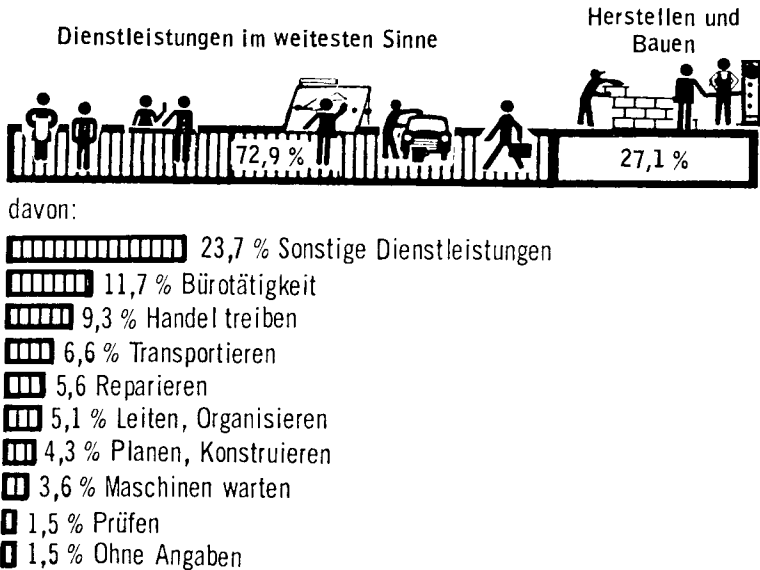 Dienstleistungen im weitesten Sinne
Herstellen und
Bauen
72,9 %
27,1 %
davon:
23,7 % Sonstige Dienstleistungen
11,7 % Bürotätigkeit
9,3 % Handel treiben
6,6 % Transportieren
5,6 Reparieren
5,1 % Leiten, Organisieren
4,3 % Planen, Konstruieren
3,6 % Maschinen warten
1,5 % Prüfen
1,5 % Ohne Angaben